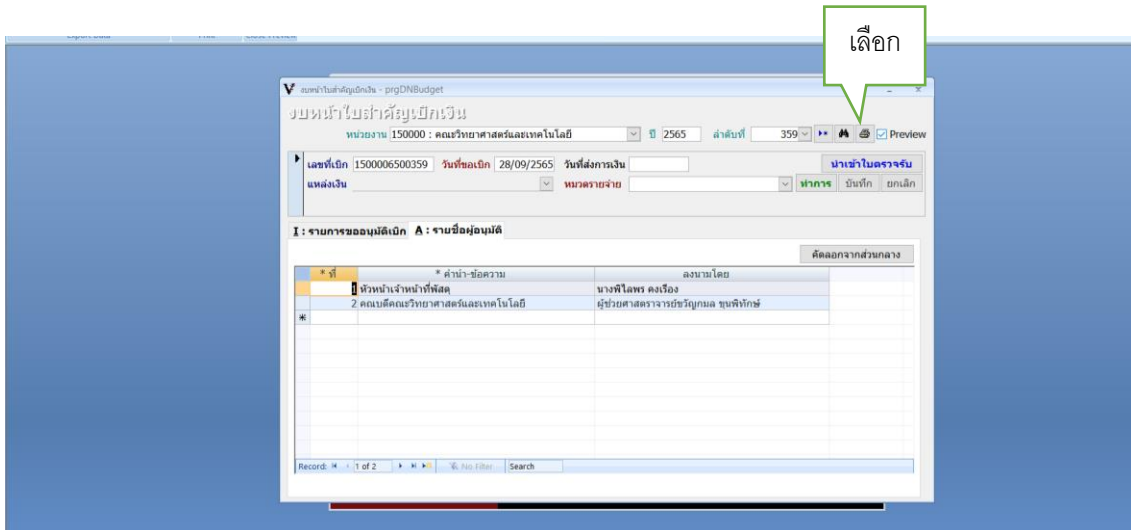 เลือก
Export Data Print Close Preview
งบหน้าใบสำคัญเบิกเงิน - prgDNBudget
งบหน้าใบสำคัญเบิกเงิน
หน่วยงาน 150000 : คณะวิทยาศาสตร์และเทคโนโลยี ปี 2565 ลำดับที่ 359 Preview
เลขที่เบิก 1500006500359 วันที่ขอเบิก 28/09/2565 วันที่ส่งการเงิน นำเข้าใบตรวจรับ
แหล่งเงิน หมวดรายจ่าย ทำการ บันทึก ยกเลิก
I : รายการขออนุมัติเบิก A : รายชื่อผู้อนุมัติ
คัดลอกจากส่วนกลาง
* ที่ * คำนำ-ข้อความ ลงนามโดย
1 หัวหน้าเจ้าหน้าที่พัสดุ นางพิไลพร คงเรือง
2 คณบดีคณะวิทยาศาสตร์และเทคโนโลยี ผู้ช่วยศาสตราจารย์ขวัญกมล ขุนพิทักษ์
Record: 1 of 2 No Filter Search